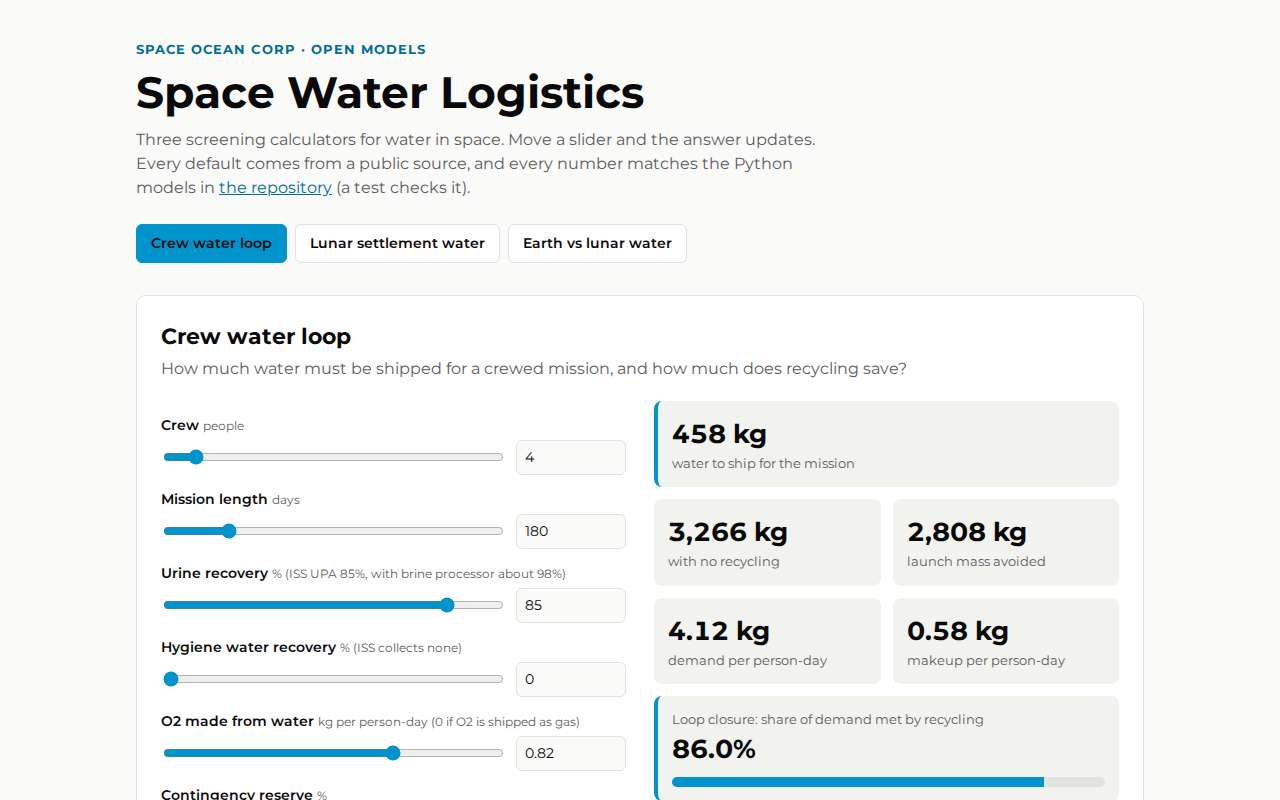 SPACE OCEAN CORP · OPEN MODELS
Space Water Logistics
Three screening calculators for water in space. Move a slider and the answer updates.
Every default comes from a public source, and every number matches the Python
models in the repository (a test checks it).
Crew water loop
Lunar settlement water
Earth vs lunar water
Crew water loop
How much water must be shipped for a crewed mission, and how much does recycling save?
Crew people
4
Mission length days
180
Urine recovery % (ISS UPA 85%, with brine processor about 98%)
85
Hygiene water recovery % (ISS collects none)
0
O2 made from water kg per person-day (0 if O2 is shipped as gas)
0.82
Contingency reserve %
458 kg
water to ship for the mission
3,266 kg
with no recycling
2,808 kg
launch mass avoided
4.12 kg
demand per person-day
0.58 kg
makeup per person-day
Loop closure: share of demand met by recycling
86.0%